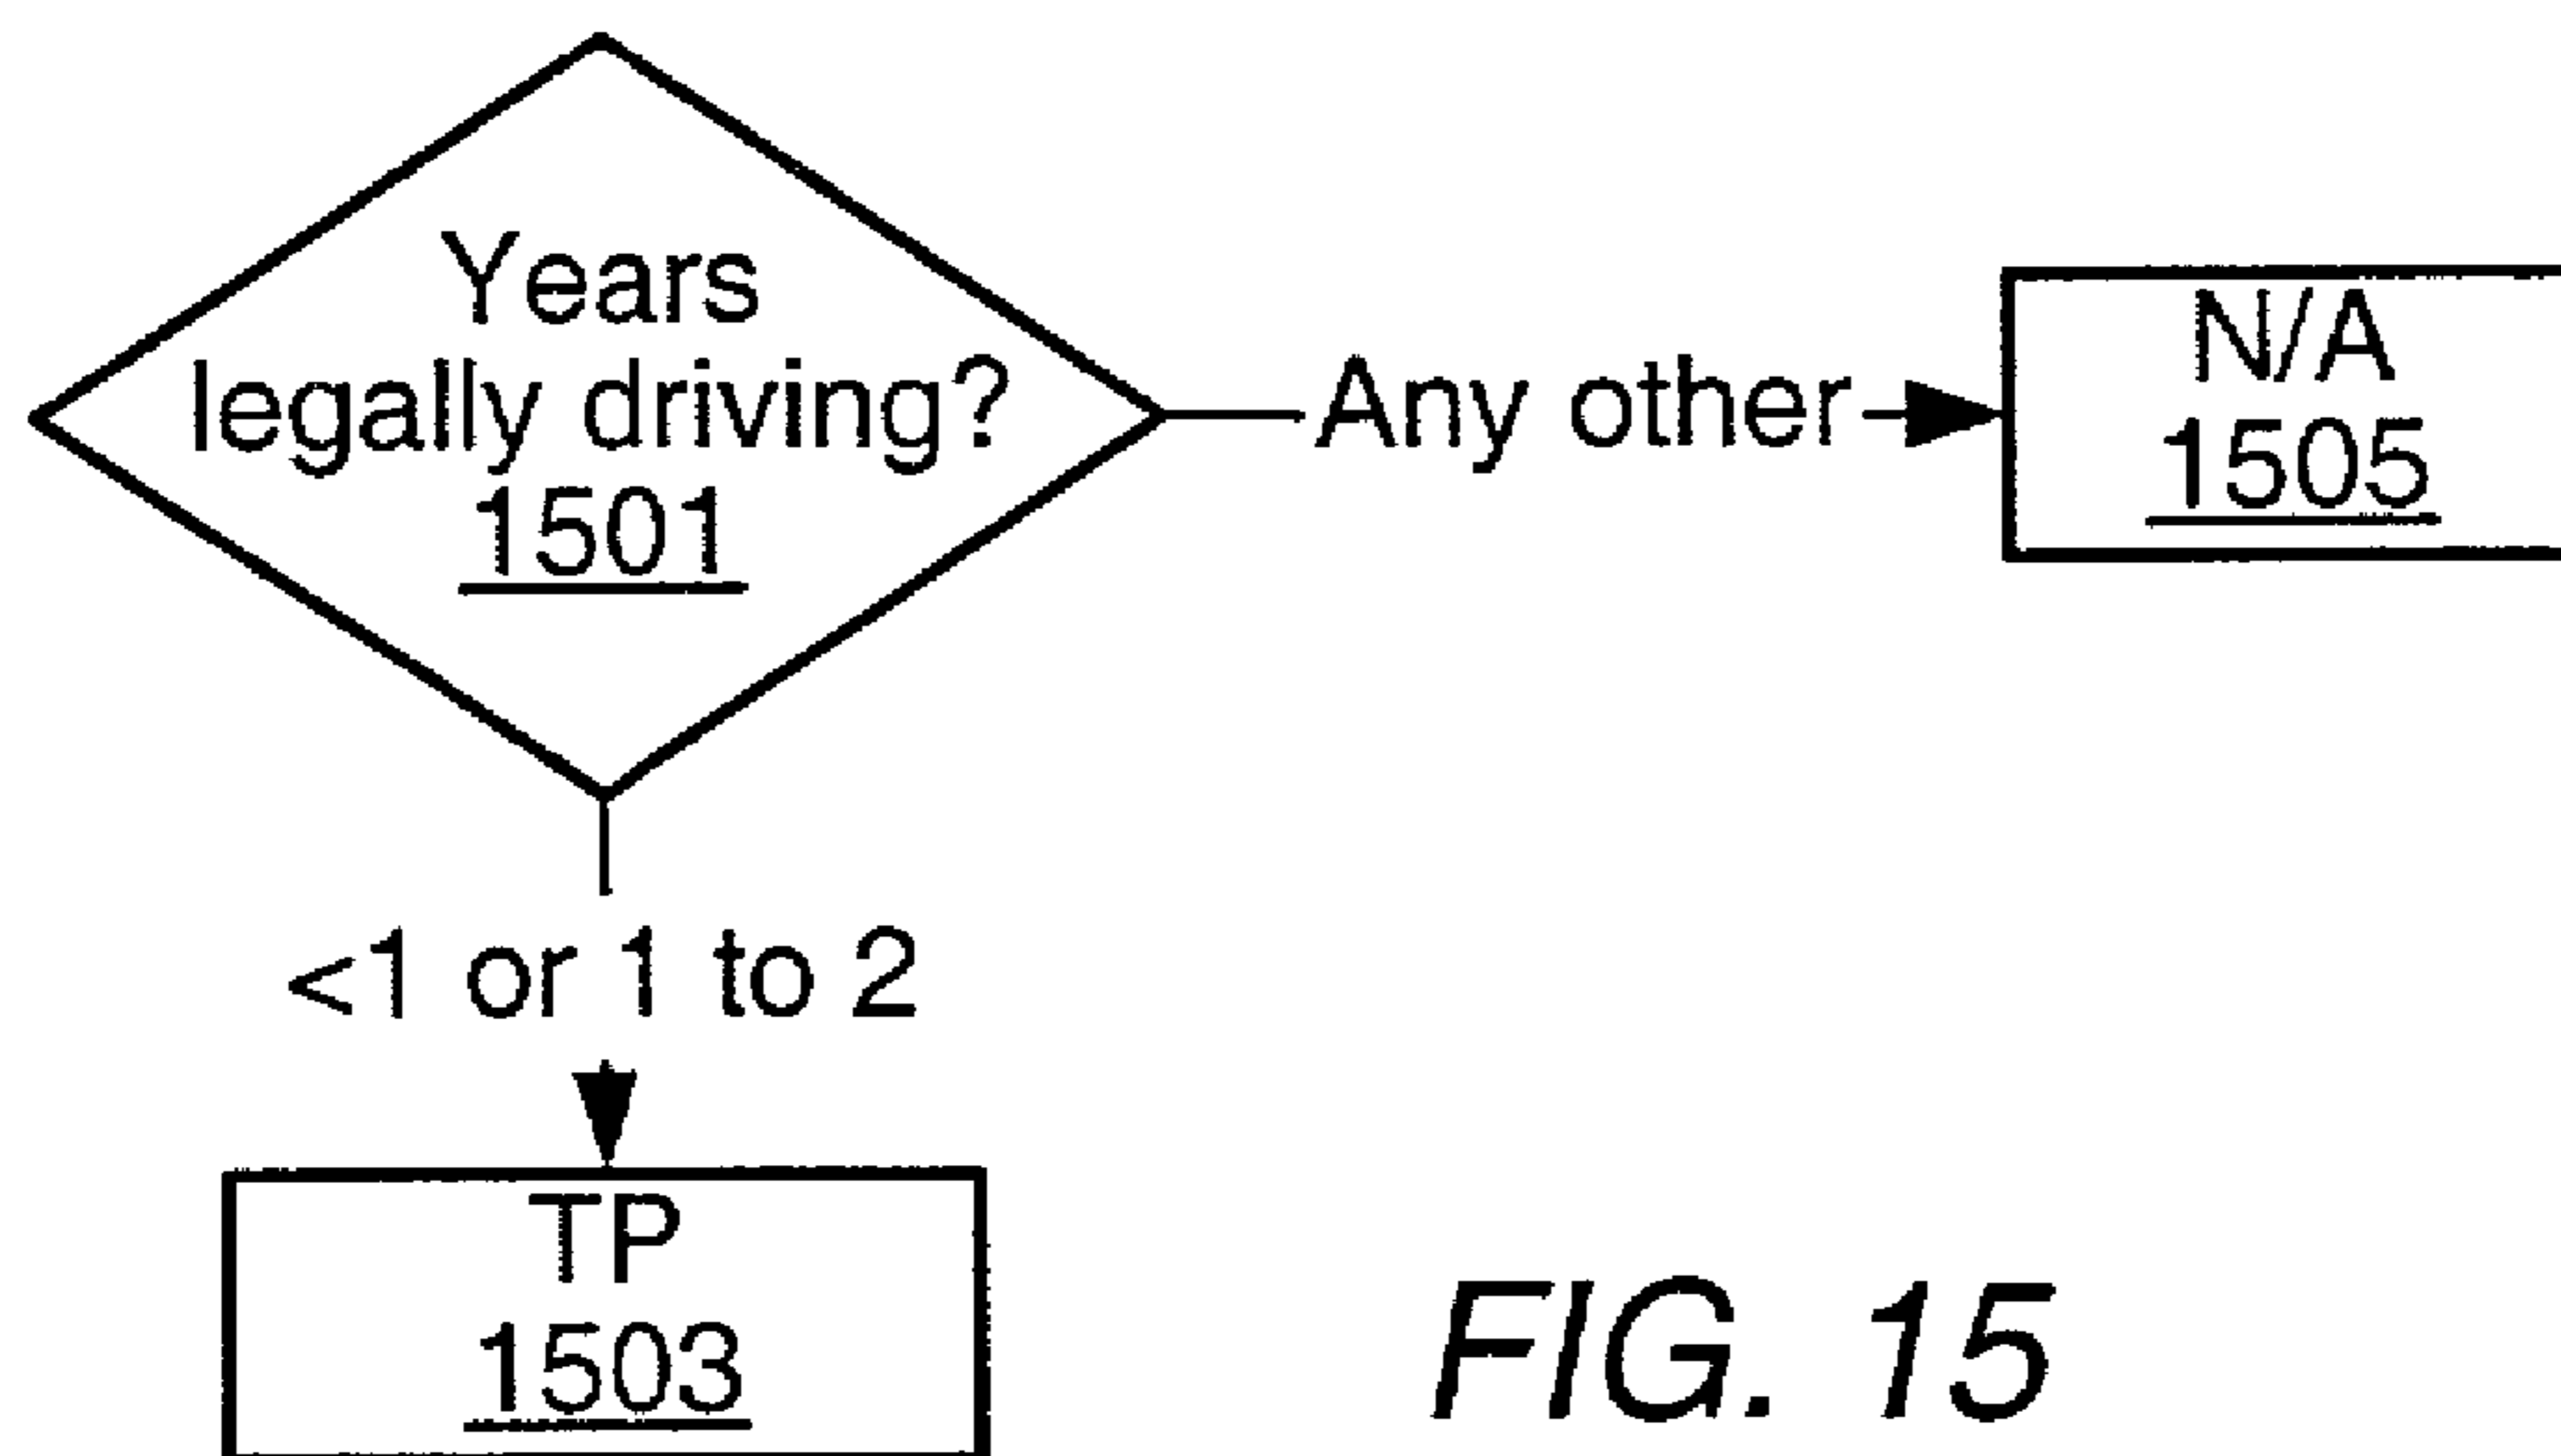 Years
legally driving?
1501
Any other
N/A
1505
<1 or 1 to 2
TP
1503
FIG. 15